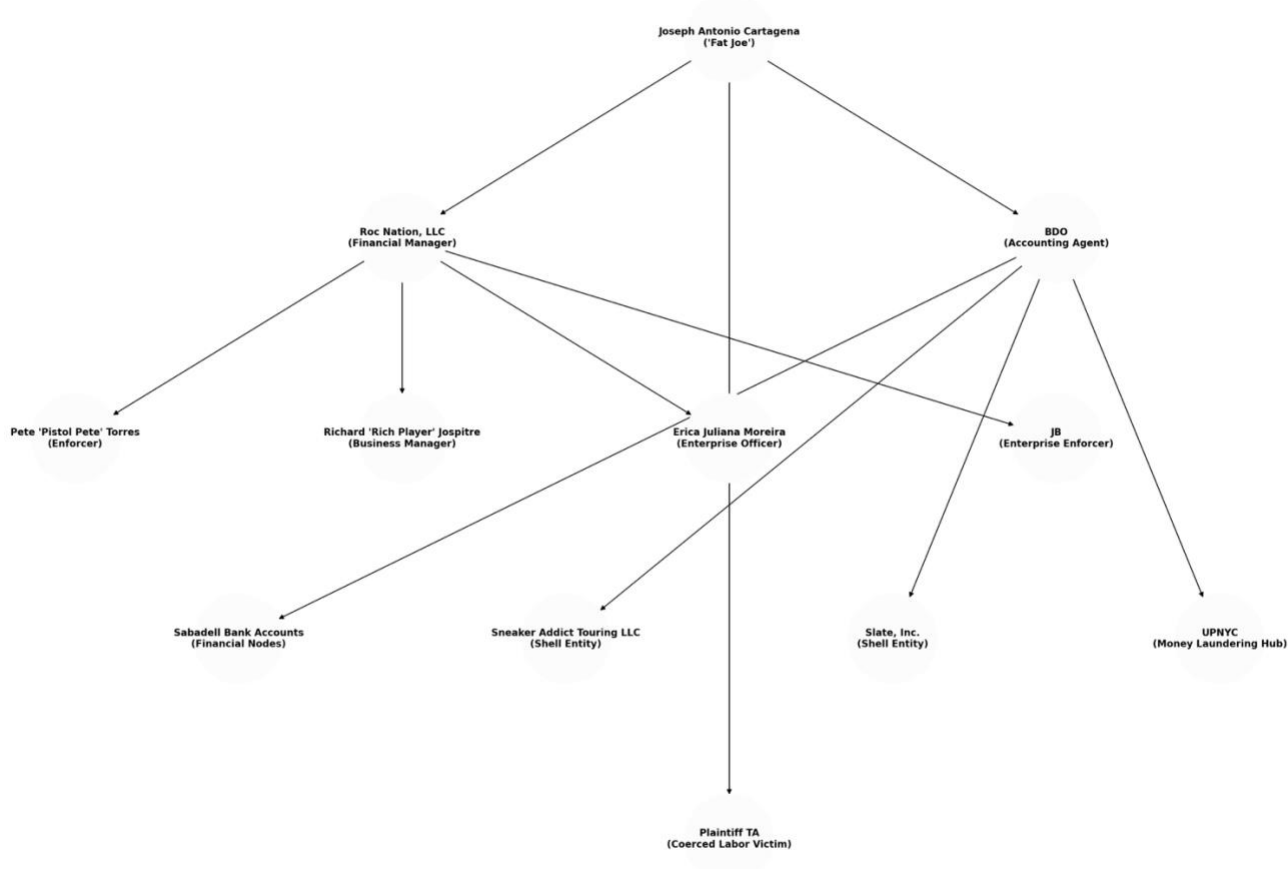 Joseph Antonio Cartagena
('Fat Joe')
Roc Nation, LLC
(Financial Manager)
BDO
(Accounting Agent)
Pete 'Pistol Pete' Torres
(Enforcer)
Richard 'Rich Player' Jospitre
(Business Manager)
Erica Juliana Moreira
(Enterprise Officer)
JB
(Enterprise Enforcer)
Sabadell Bank Accounts
(Financial Nodes)
Sneaker Addict Touring LLC
(Shell Entity)
Slate, Inc.
(Shell Entity)
UPNYC
(Money Laundering Hub)
Plaintiff TA
(Coerced Labor Victim)